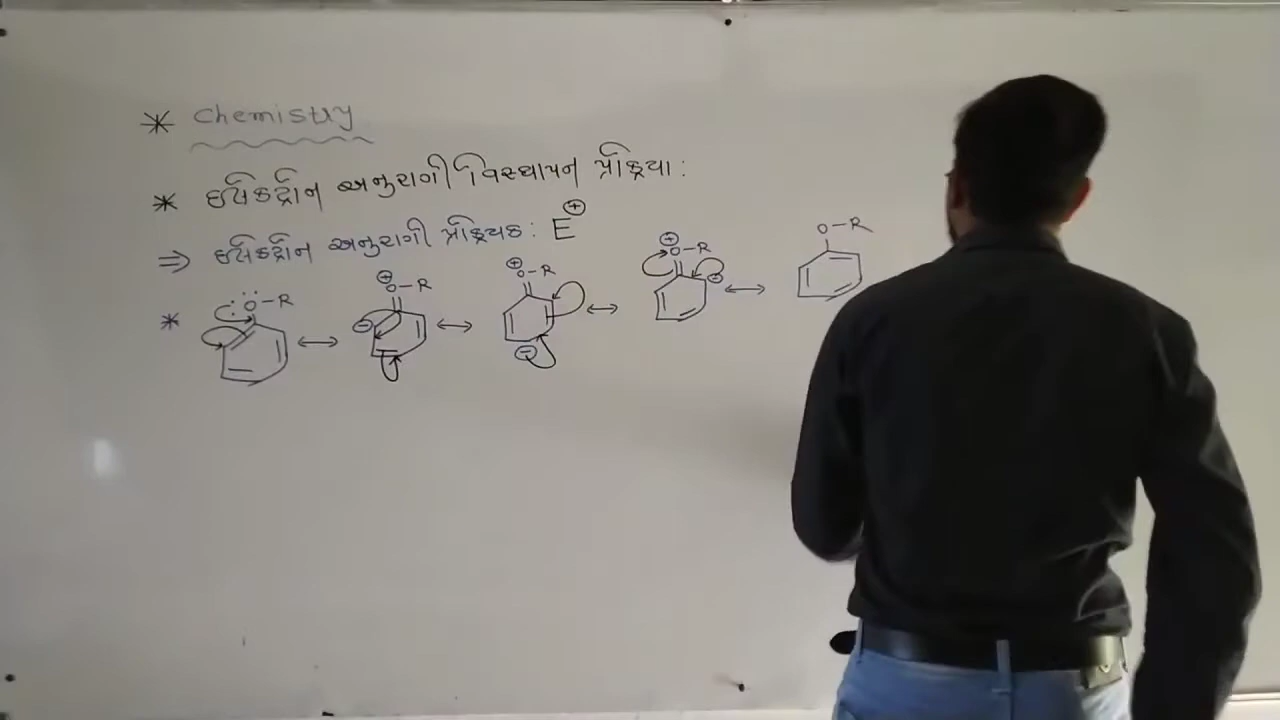 * Chemistry
* ઇલેક્ટ્રોન અનુરાગી વિસ્થાપન પ્રક્રિયા:
⇒ ઇલેક્ટ્રોન અનુરાગી પ્રક્રિયક: E⊕
* :Ö-R ↔ ⊕ O-R ⊖ ↔ ⊕ O-R ⊖ ↔ ⊕ O-R ⊖ ↔ O-R